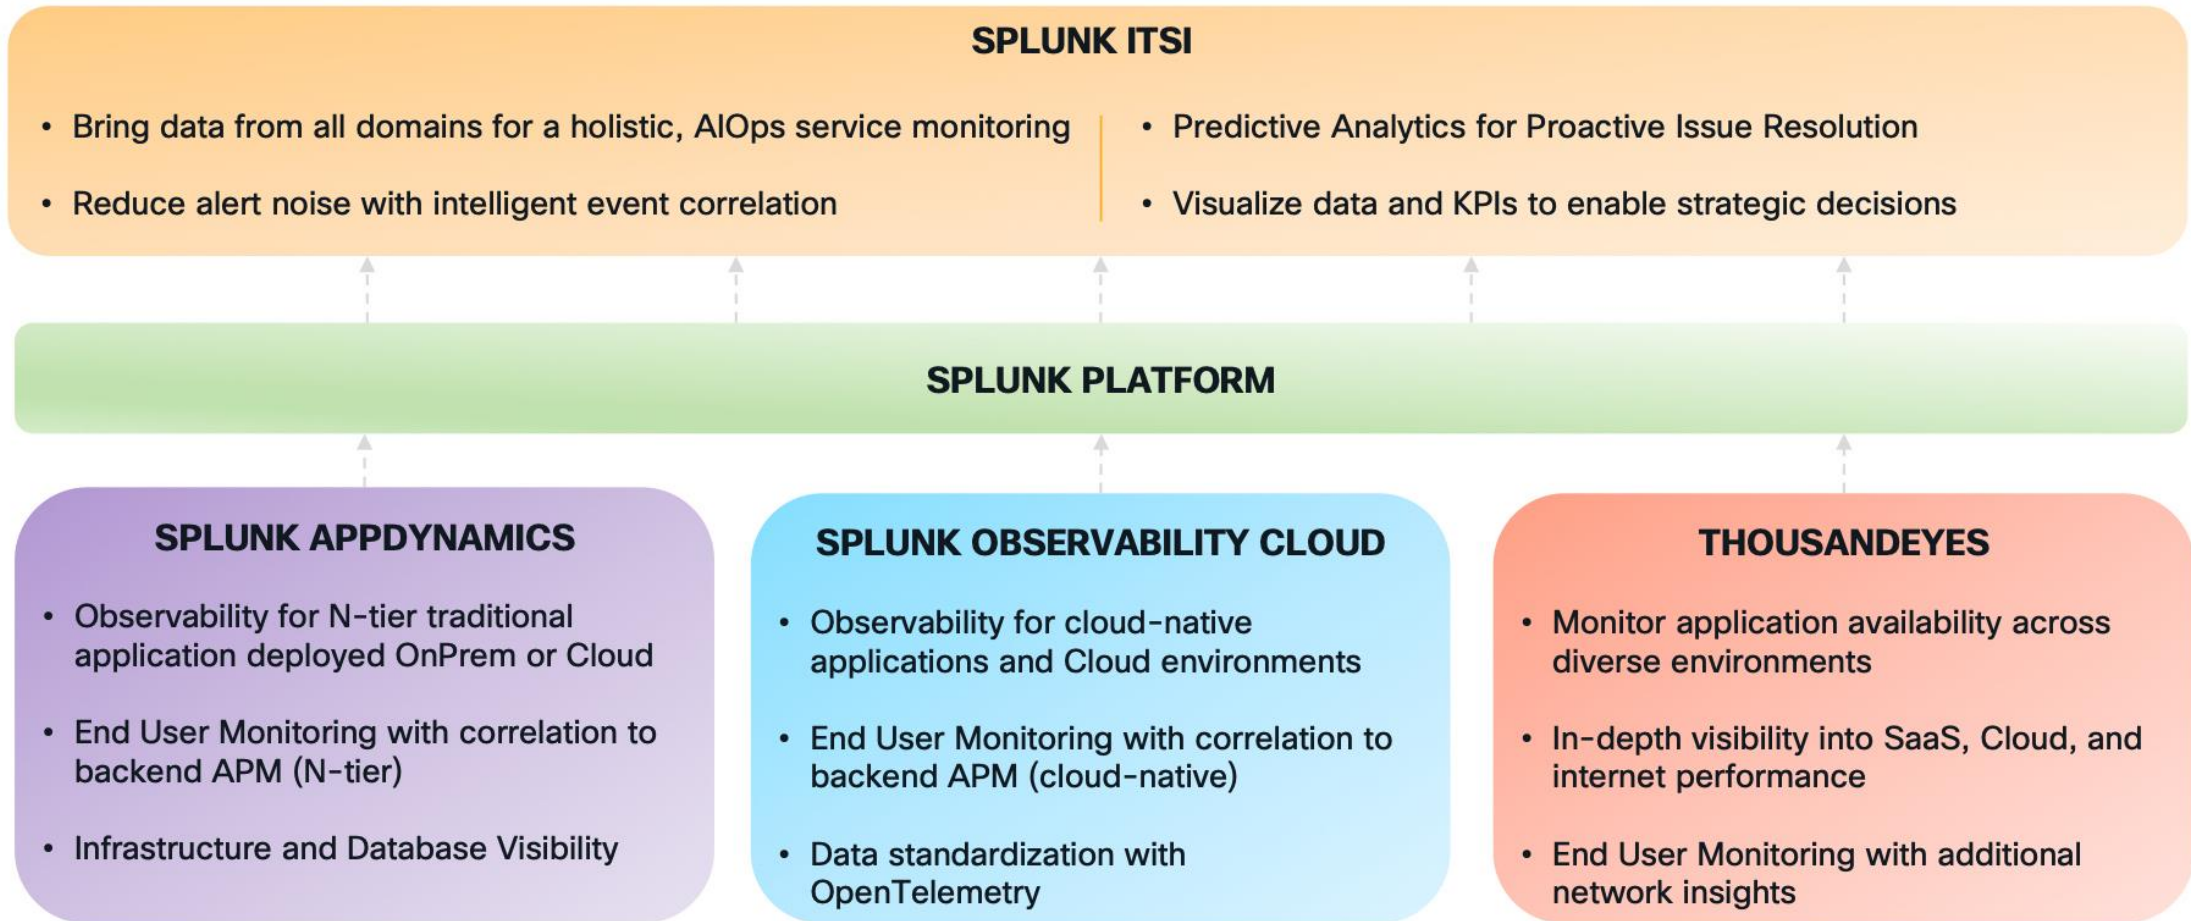 SPLUNK ITSI
• Bring data from all domains for a holistic, AIOps service monitoring
• Reduce alert noise with intelligent event correlation
• Predictive Analytics for Proactive Issue Resolution
• Visualize data and KPIs to enable strategic decisions
SPLUNK PLATFORM
SPLUNK APPDYNAMICS
• Observability for N-tier traditional
application deployed OnPrem or Cloud
• End User Monitoring with correlation to
backend APM (N-tier)
• Infrastructure and Database Visibility
SPLUNK OBSERVABILITY CLOUD
• Observability for cloud-native
applications and Cloud environments
• End User Monitoring with correlation to
backend APM (cloud-native)
• Data standardization with
OpenTelemetry
THOUSANDEYES
• Monitor application availability across
diverse environments
• In-depth visibility into SaaS, Cloud, and
internet performance
• End User Monitoring with additional
network insights